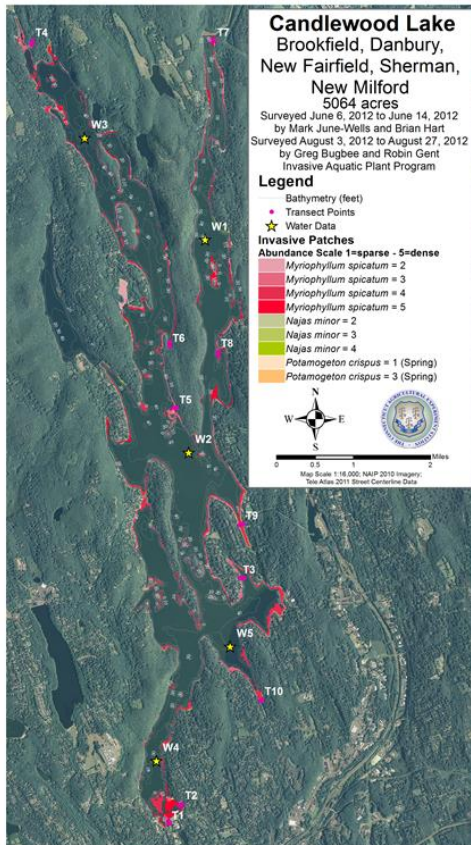 Candlewood Lake
Brookfield, Danbury,
New Fairfield, Sherman,
New Milford
5064 acres
Surveyed June 6, 2012 to June 14, 2012
by Mark June-Wells and Brian Hart
Surveyed August 3, 2012 to August 27, 2012
by Greg Bugbee and Robin Gent
Invasive Aquatic Plant Program
Legend
Bathymetry (feet)
Transect Points
Water Data
Invasive Patches
Abundance Scale 1=sparse - 5=dense
Myriophyllum spicatum = 2
Myriophyllum spicatum = 3
Myriophyllum spicatum = 4
Myriophyllum spicatum = 5
Najas minor = 2
Najas minor = 3
Najas minor = 4
Potamogeton crispus = 1 (Spring)
Potamogeton crispus = 3 (Spring)
N
W E
S
0 0.5 1 2
Miles
Map Scale 1:16,000; NAIP 2010 Imagery;
Tele Atlas 2011 Street Centerline Data
T4
T7
W3
W1
T6
T8
T5
W2
T9
T3
W5
T10
W4
T2
T1